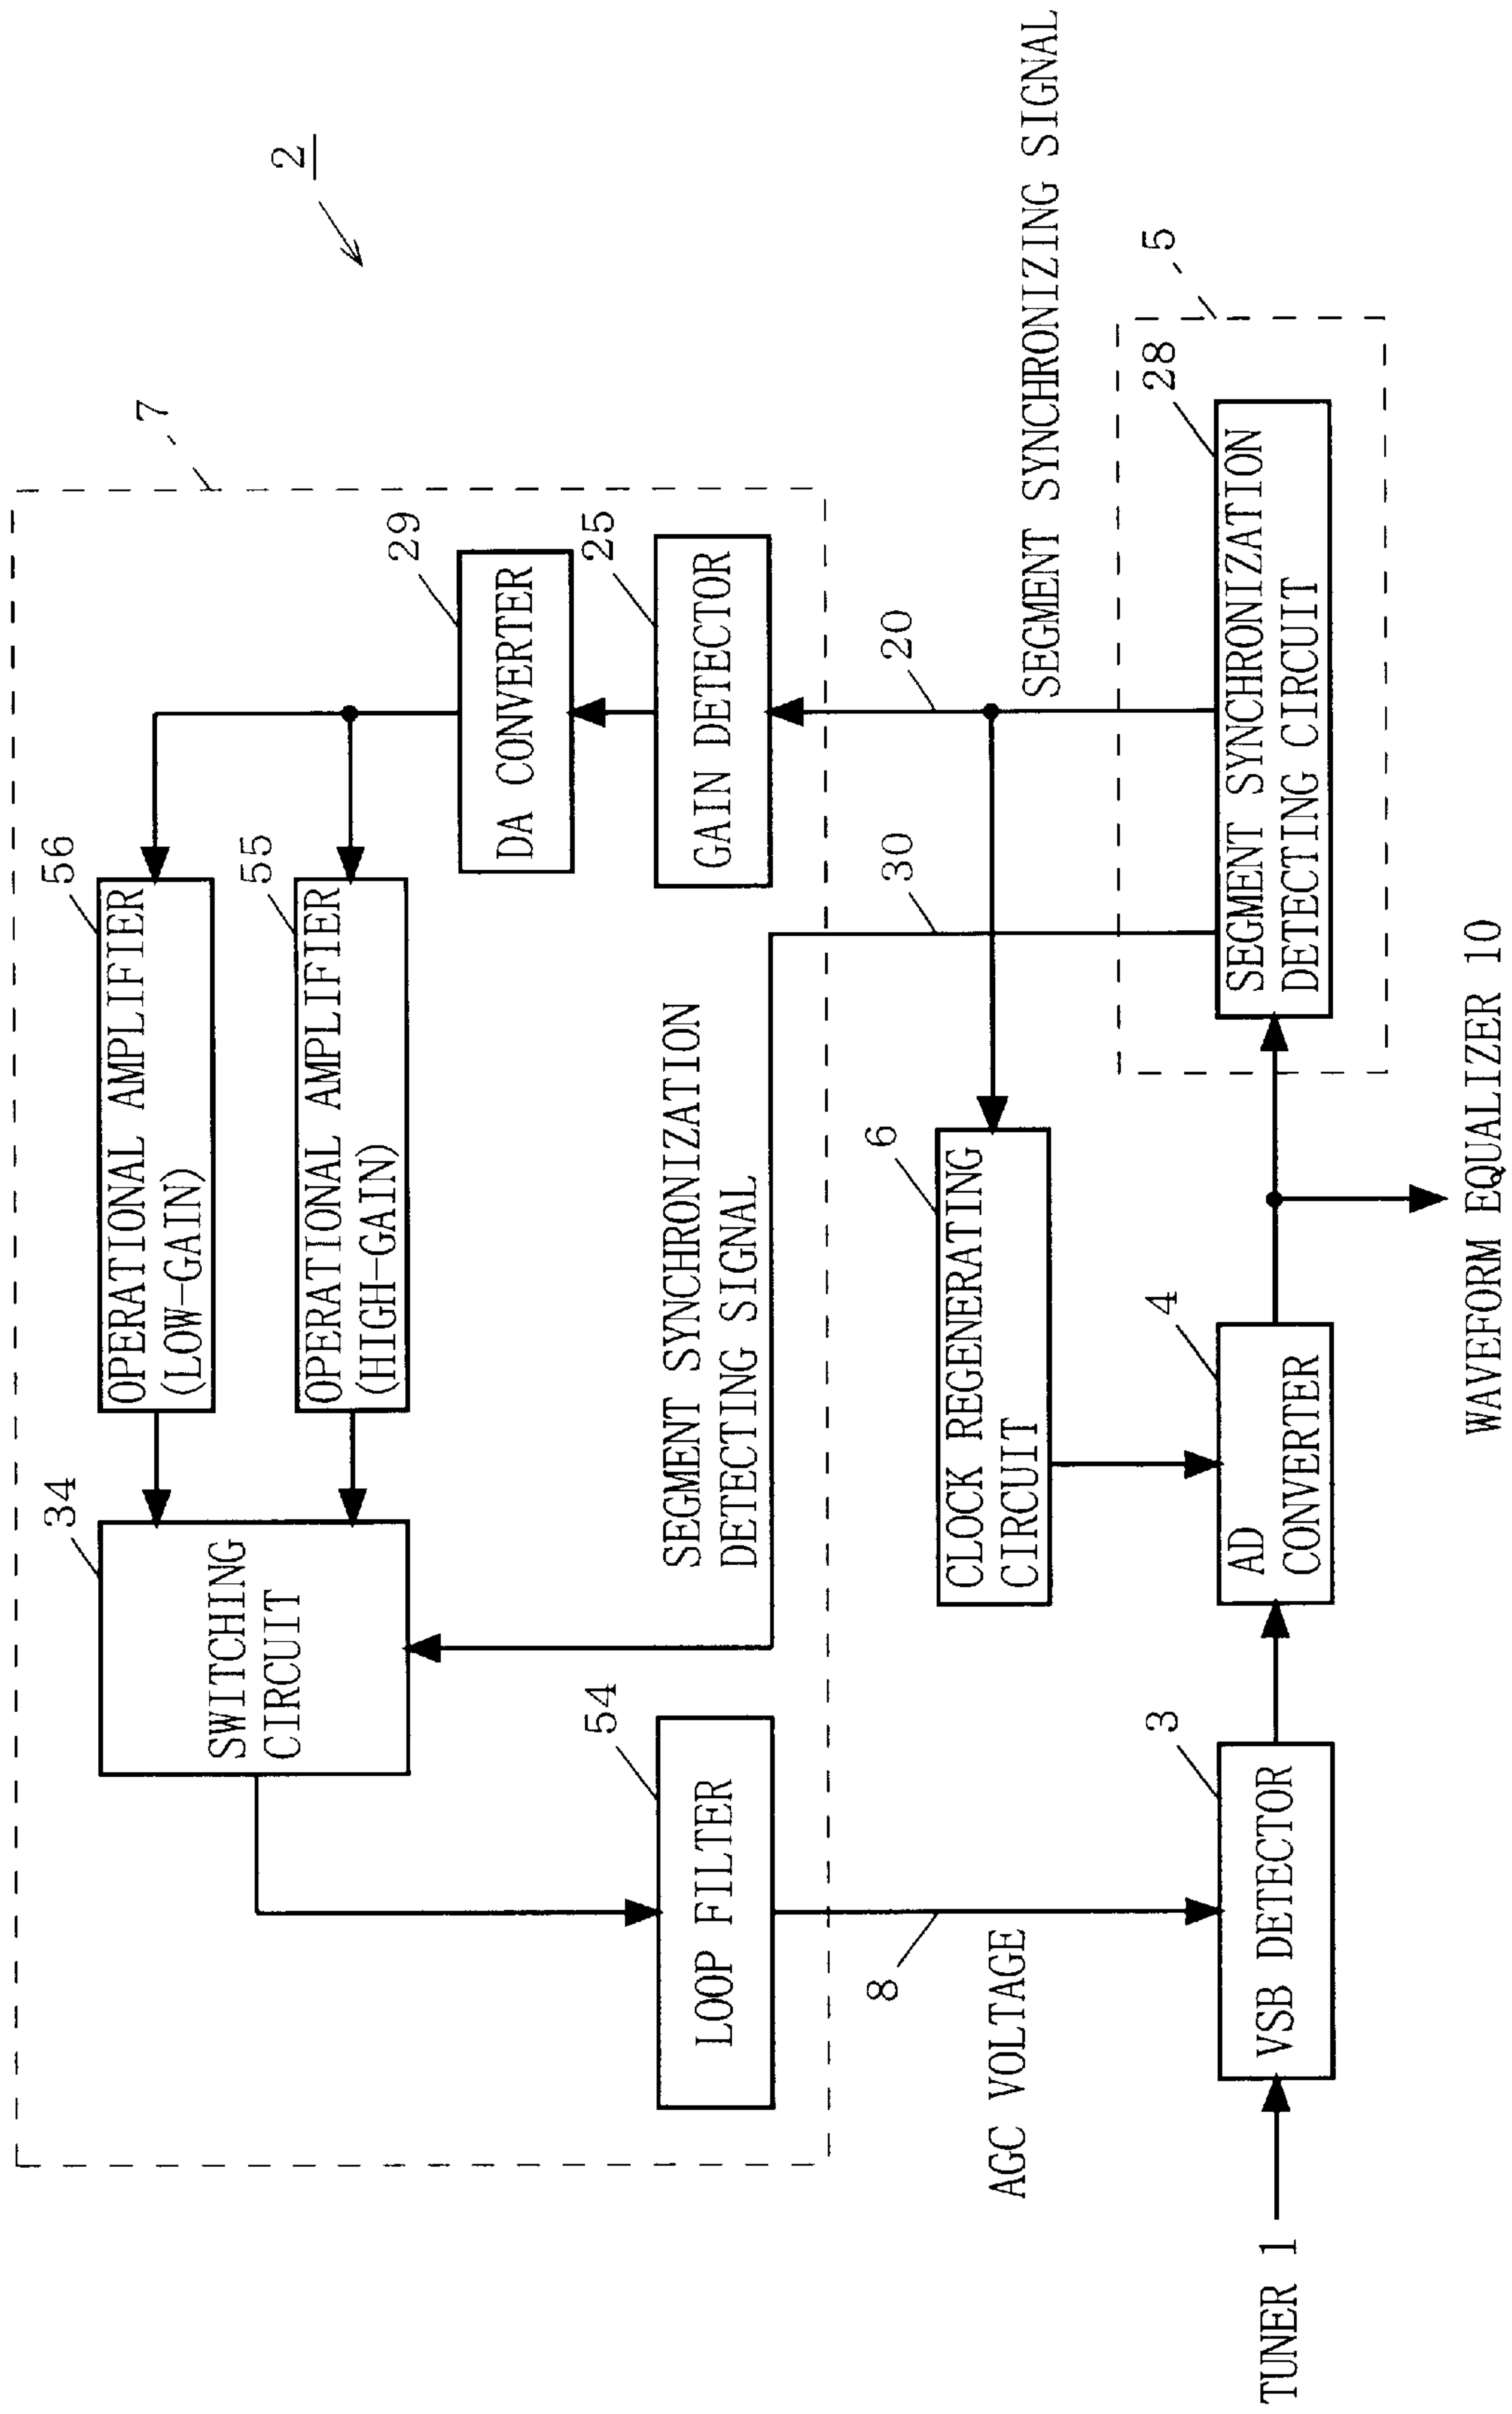 2
7
34
SWITCHING
CIRCUIT
56
OPERATIONAL AMPLIFIER
(LOW-GAIN)
55
OPERATIONAL AMPLIFIER
(HIGH-GAIN)
29
DA CONVERTER
25
GAIN DETECTOR
54
LOOP FILTER
SEGMENT SYNCHRONIZATION
DETECTING SIGNAL
8
AGC VOLTAGE
30
20
SEGMENT SYNCHRONIZING SIGNAL
6
CLOCK REGENERATING
CIRCUIT
5
28
SEGMENT SYNCHRONIZATION
DETECTING CIRCUIT
TUNER 1
3
VSB DETECTOR
4
AD
CONVERTER
WAVEFORM EQUALIZER 10